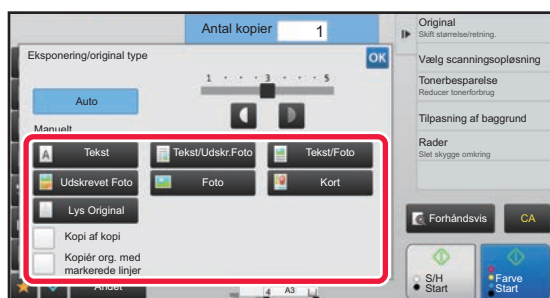 Antal kopier 1
Eksponering/original type
OK
1 · · · 3 · · · 5
Auto
Manuelt
A Tekst
Tekst/Udskr.Foto
Tekst/Foto
Udskrevet Foto
Foto
Kort
Lys Original
Kopi af kopi
Kopiér org. med
markerede linjer
Andet
4 A3
Original
Skift størrelse/retning.
Vælg scanningsopløsning
Tonerbesparelse
Reducer tonerforbrug
Tilpasning af baggrund
Rader
Slet skygge omkring
Forhåndsvis
CA
S/H
Start
Farve
Start